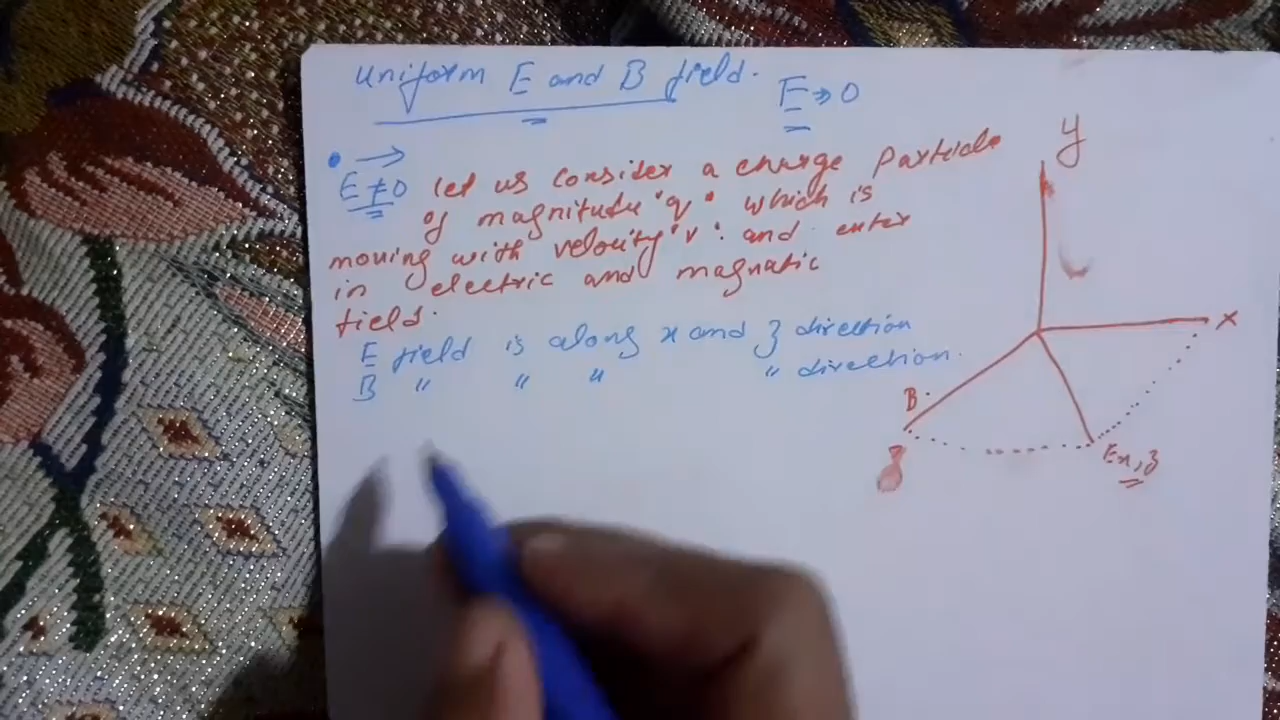 uniform E and B field.
E → 0
E ≠ 0 let us consider a charge particle
of magnitude "q" which is
moving with velocity "v". and enter
in electric and magnatic
field.
E field is along x and z direction
B " " " " direction.
y
x
B.
z
Ex,z